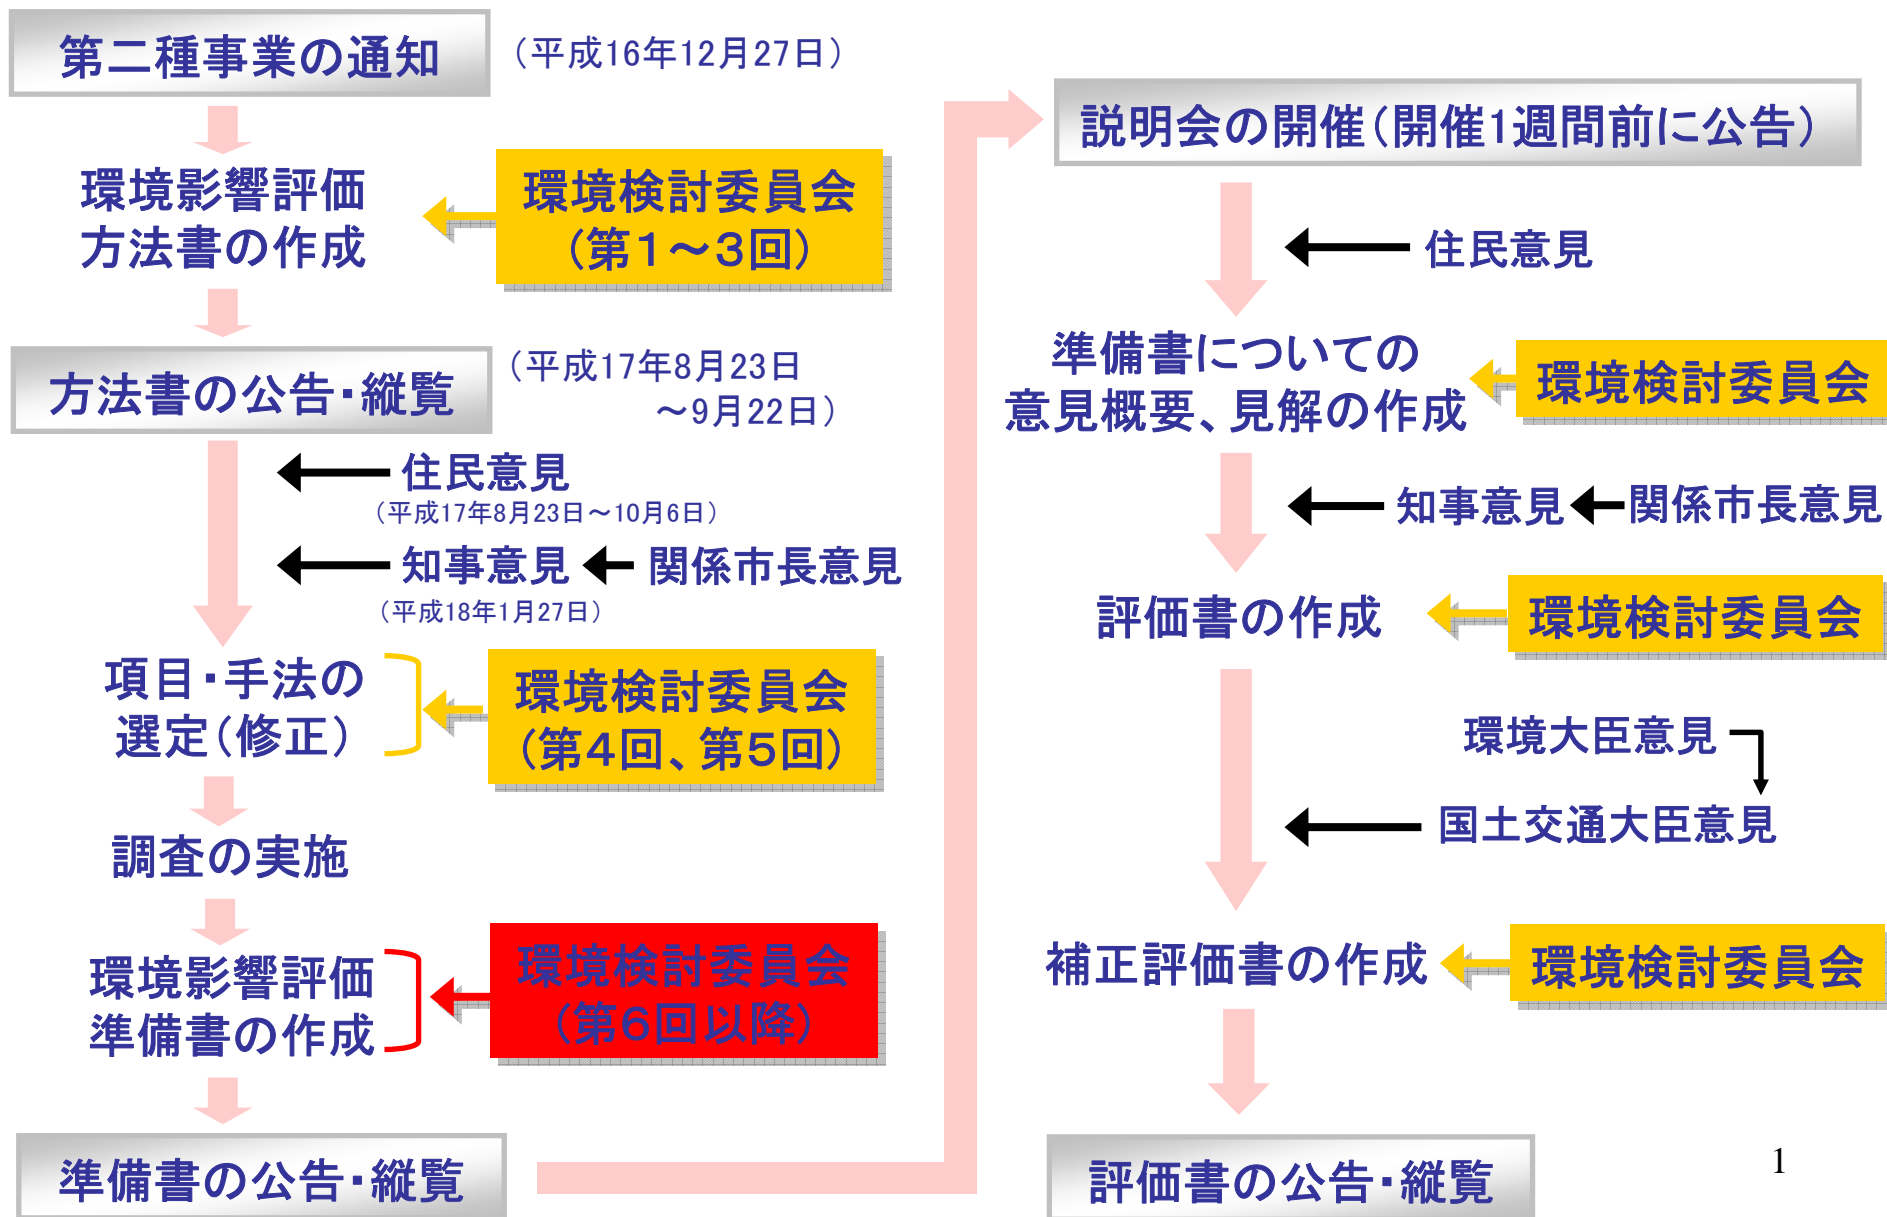 第二種事業の通知
（平成16年12月27日）
環境影響評価
方法書の作成
環境検討委員会
（第１～３回）
方法書の公告・縦覧
（平成17年8月23日
～9月22日）
住民意見
（平成17年8月23日～10月6日）
知事意見
関係市長意見
（平成18年1月27日）
項目・手法の
選定（修正）
環境検討委員会
（第４回、第５回）
調査の実施
環境影響評価
準備書の作成
環境検討委員会
（第６回以降）
準備書の公告・縦覧
説明会の開催（開催1週間前に公告）
住民意見
準備書についての
意見概要、見解の作成
環境検討委員会
知事意見
関係市長意見
評価書の作成
環境検討委員会
環境大臣意見
国土交通大臣意見
補正評価書の作成
環境検討委員会
評価書の公告・縦覧
1